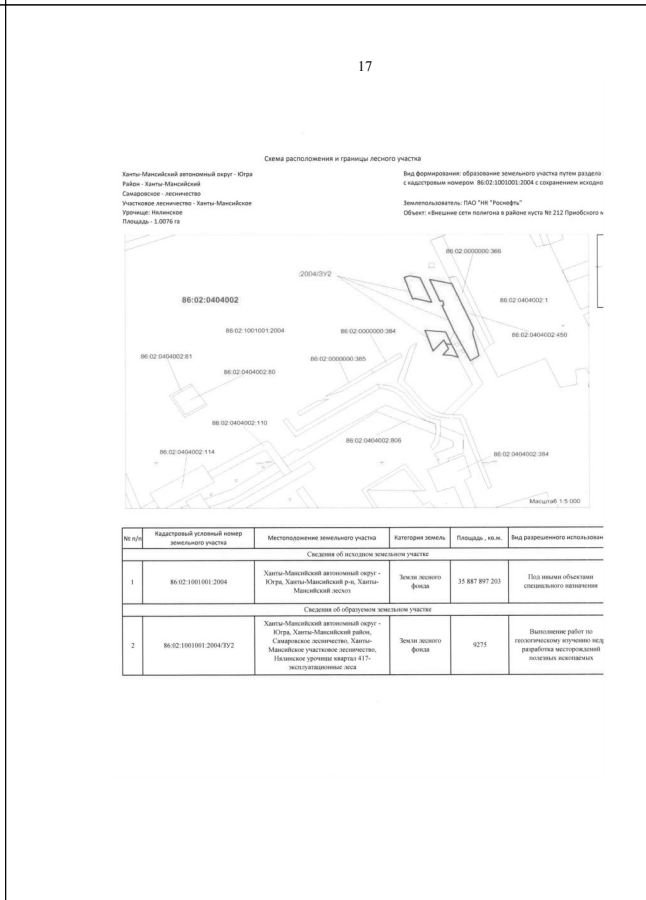 17
Схема расположения и границы лесного участка
Ханты-Мансийский автономный округ - Югра
Район - Ханты-Мансийский
Самаровское - лесничество
Участковое лесничество - Ханты-Мансийское
Урочище: Нялинское
Площадь - 1.0076 га
Вид формирования: образование земельного участка путем раздела
с кадастровым номером 86:02:1001001:2004 с сохранением исходно
Землепользователь: ПАО "НК "Роснефть"
Объект: «Внешние сети полигона в районе куста № 212 Приобского м
86:02:0000000:366
:2004/ЗУ2
86:02:0404002
86:02:0404002:1
86:02:1001001:2004
86:02:0000000:384
86:02:0404002:450
86:02:0404002:81
86:02:0000000:385
86:02:0404002:80
86:02:0404002:110
86:02:0404002:806
86:02:0404002:114
86:02:0404002:384
Масштаб 1:5 000
№ п/п
Кадастровый условный номер
земельного участка
Местоположение земельного участка
Категория земель
Площадь , кв.м.
Вид разрешенного использован
Сведения об исходном земельном участке
1
86:02:1001001:2004
Ханты-Мансийский автономный округ -
Югра, Ханты-Мансийский р-н, Ханты-
Мансийский лесхоз
Земли лесного
фонда
35 887 897 203
Под иными объектами
специального назначения
Сведения об образуемом земельном участке
2
86:02:1001001:2004/ЗУ2
Ханты-Мансийский автономный округ -
Югра, Ханты-Мансийский район,
Самаровское лесничество, Ханты-
Мансийское участковое лесничество,
Нялинское урочище квартал 417-
эксплуатационные леса
Земли лесного
фонда
9275
Выполнение работ по
геологическому изучению недр
разработка месторождений
полезных ископаемых